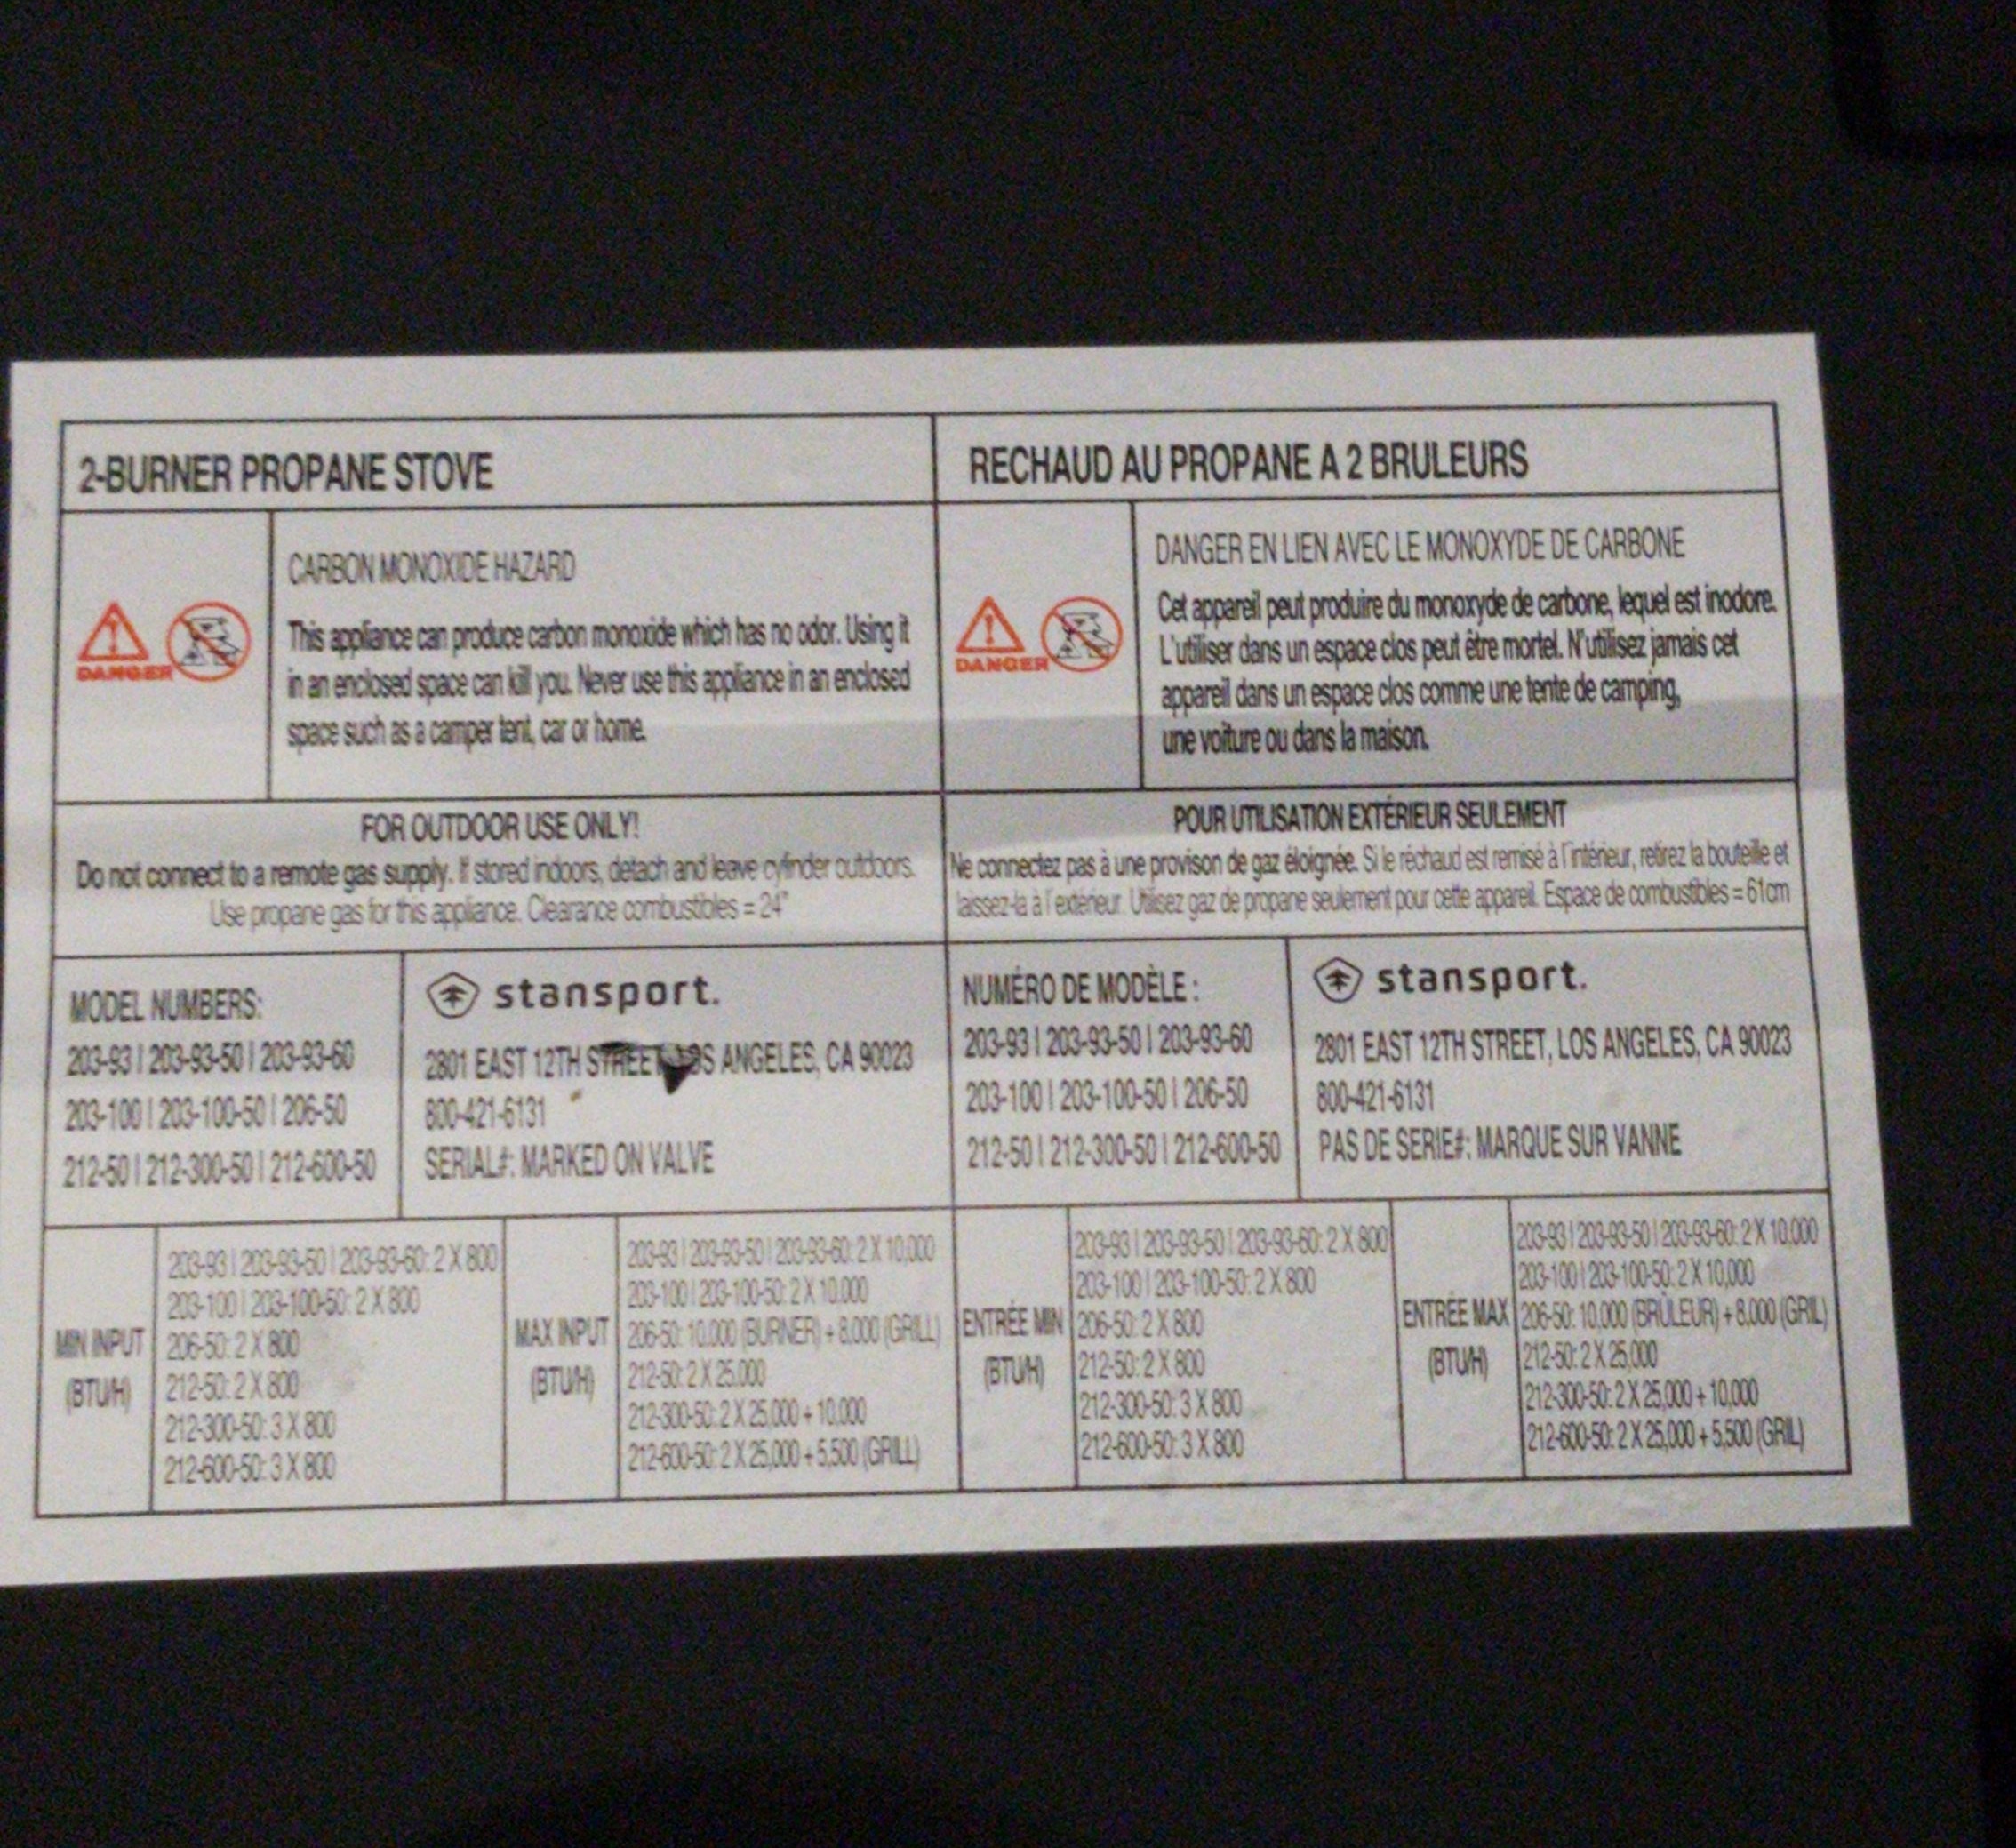 2-BURNER PROPANE STOVE
DANGER
CARBON MONOXIDE HAZARD
This appliance can produce carbon monoxide which has no odor. Using it
in an enclosed space can kill you. Never use this appliance in an enclosed
space such as a camper tent, car or home.
FOR OUTDOOR USE ONLY!
Do not connect to a remote gas supply. If stored indoors, detach and leave cylinder outdoors.
Use propane gas for this appliance. Clearance combustibles = 24"
MODEL NUMBERS:
203-93 | 203-93-50 | 203-93-60
203-100 | 203-100-50 | 206-50
212-50 | 212-300-50 | 212-600-50
stansport.
2801 EAST 12TH STREET, LOS ANGELES, CA 90023
800-421-6131
SERIAL#: MARKED ON VALVE
MIN INPUT
(BTU/H)
203-93 | 203-93-50 | 203-93-60: 2 X 800
203-100 | 203-100-50: 2 X 800
206-50: 2 X 800
212-50: 2 X 800
212-300-50: 3 X 800
212-600-50: 3 X 800
MAX INPUT
(BTU/H)
203-93 | 203-93-50 | 203-93-60: 2 X 10,000
203-100 | 203-100-50: 2 X 10,000
206-50: 10,000 (BURNER) + 8,000 (GRILL)
212-50: 2 X 25,000
212-300-50: 2 X 25,000 + 10,000
212-600-50: 2 X 25,000 + 5,500 (GRILL)
RECHAUD AU PROPANE A 2 BRULEURS
DANGER
DANGER EN LIEN AVEC LE MONOXYDE DE CARBONE
Cet appareil peut produire du monoxyde de carbone, lequel est inodore.
L'utiliser dans un espace clos peut être mortel. N'utilisez jamais cet
appareil dans un espace clos comme une tente de camping,
une voiture ou dans la maison.
POUR UTILISATION EXTÉRIEUR SEULEMENT
Ne connectez pas à une provison de gaz éloignée. Si le réchaud est remisé à l'intérieur, retirez la bouteille et
laissez-la à l'extérieur. Utilisez gaz de propane seulement pour cette appareil. Espace de combustibles = 61cm
NUMÉRO DE MODÈLE :
203-93 | 203-93-50 | 203-93-60
203-100 | 203-100-50 | 206-50
212-50 | 212-300-50 | 212-600-50
stansport.
2801 EAST 12TH STREET, LOS ANGELES, CA 90023
800-421-6131
PAS DE SERIE#: MARQUE SUR VANNE
ENTRÉE MIN
(BTU/H)
203-93 | 203-93-50 | 203-93-60: 2 X 800
203-100 | 203-100-50: 2 X 800
206-50: 2 X 800
212-50: 2 X 800
212-300-50: 3 X 800
212-600-50: 3 X 800
ENTRÉE MAX
(BTU/H)
203-93 | 203-93-50 | 203-93-60: 2 X 10,000
203-100 | 203-100-50: 2 X 10,000
206-50: 10,000 (BRÛLEUR) + 8,000 (GRIL)
212-50: 2 X 25,000
212-300-50: 2 X 25,000 + 10,000
212-600-50: 2 X 25,000 + 5,500 (GRIL)